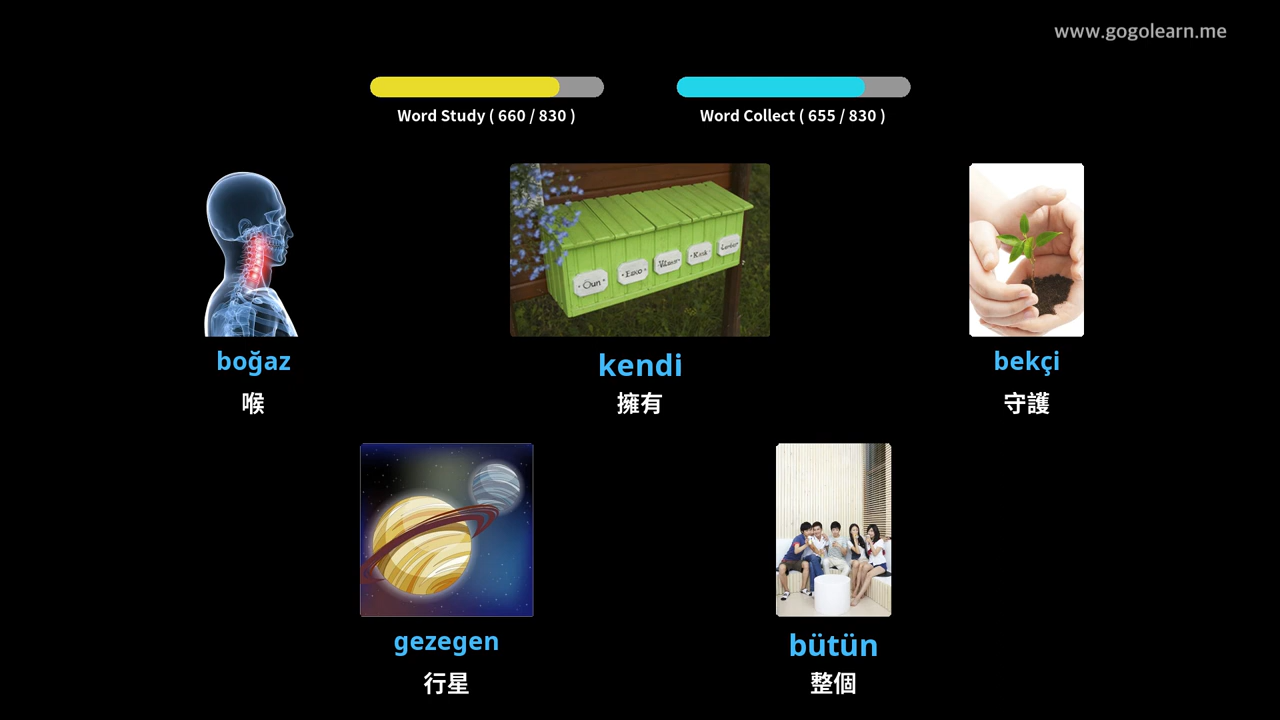 www.gogolearn.me
Word Study ( 660 / 830 )
Word Collect ( 655 / 830 )
boğaz
喉
kendi
擁有
bekçi
守護
gezegen
行星
bütün
整個